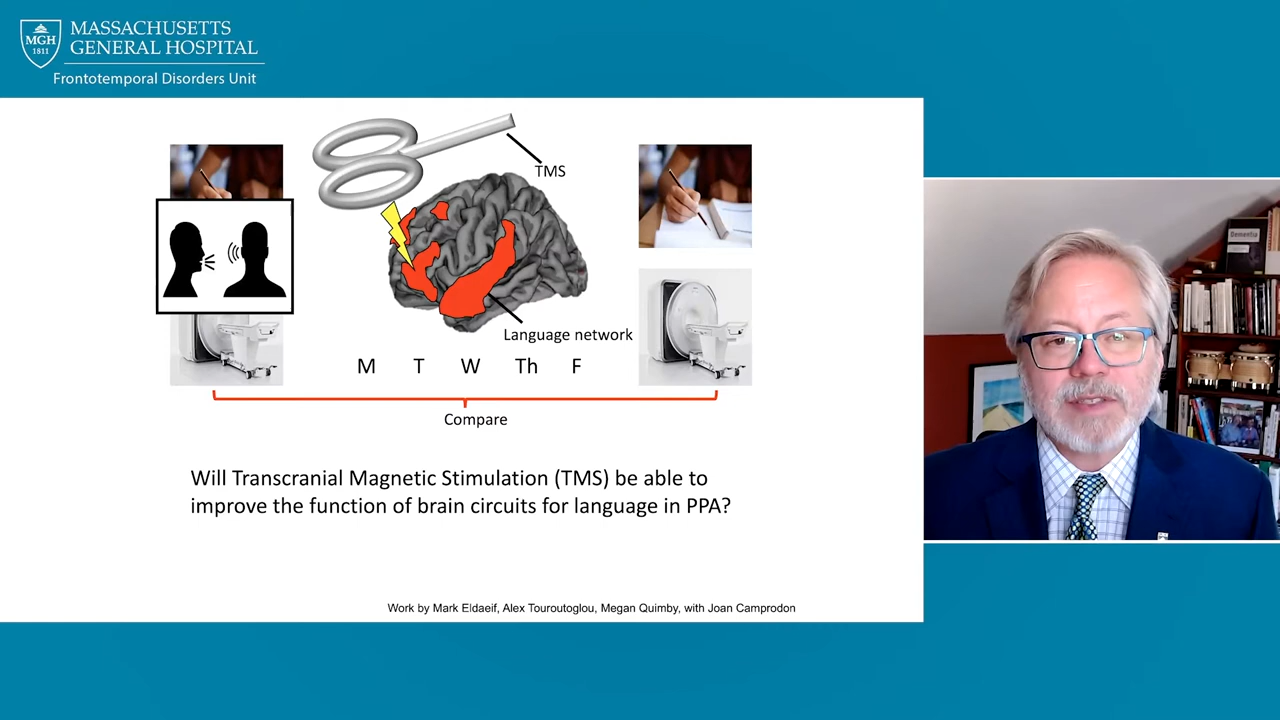 MASSACHUSETTS
GENERAL HOSPITAL
MGH
1811
Frontotemporal Disorders Unit
TMS
Language network
M T W Th F
Compare
Will Transcranial Magnetic Stimulation (TMS) be able to
improve the function of brain circuits for language in PPA?
Work by Mark Eldaeif, Alex Touroutoglou, Megan Quimby, with Joan Camprodon
Dementia